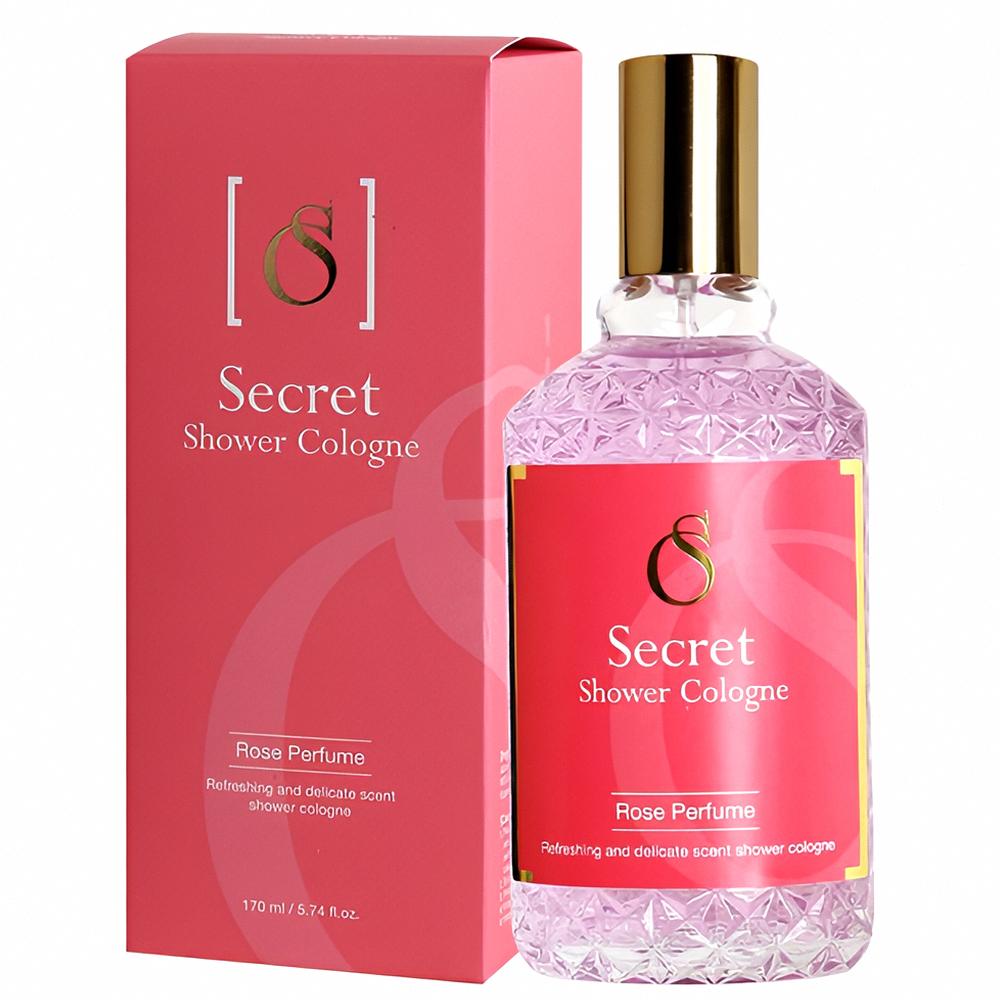 S
Secret
Shower Cologne
Rose Perfume
Refreshing and delicate scent
shower cologne
170 ml / 5.74 fl.oz.
S
Secret
Shower Cologne
Rose Perfume
Refreshing and delicate scent shower cologne